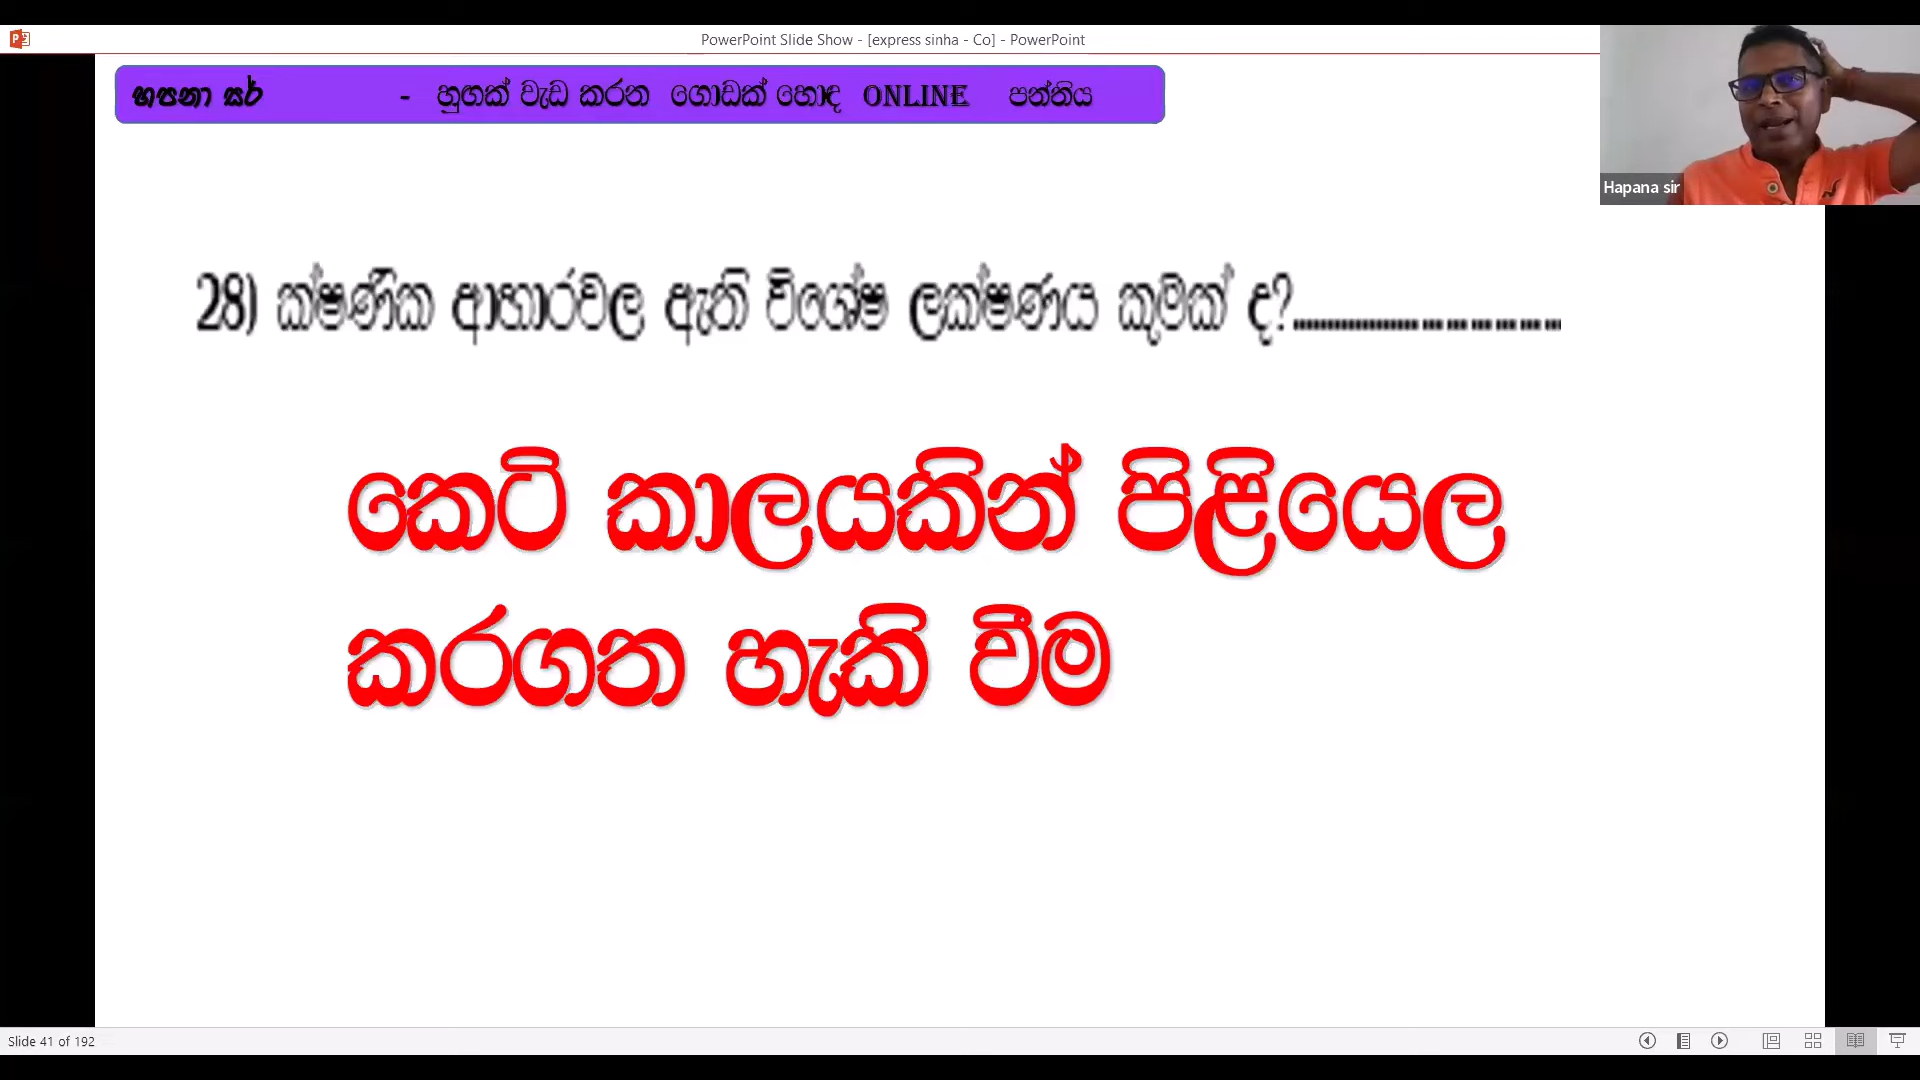 PowerPoint Slide Show - [express sinha - Co] - PowerPoint
හපනා සර් - හුඟක් වැඩ කරන ගොඩක් හොඳ ONLINE පන්තිය
Hapana sir
28) ක්ෂණික ආහාරවල ඇති විශේෂ ලක්ෂණය කුමක් ද?....................................
කෙටි කාලයකින් පිළියෙල
කරගත හැකි වීම
Slide 41 of 192